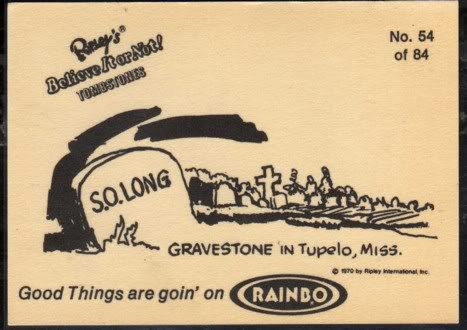 Ripley's®
Believe It or Not!
TOMBSTONES
No. 54
of 84
S.O. LONG
GRAVESTONE in Tupelo, Miss.
© 1970 by Ripley International, Inc.
Good Things are goin' on RAINBO